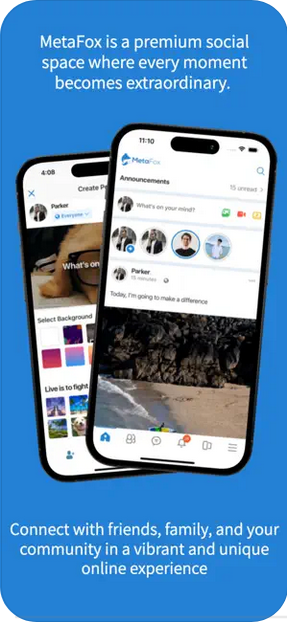 MetaFox is a premium social
space where every moment
becomes extraordinary.
4:08
Create P
Parker
Everyone
What's on
Select Background
Live is to fight
11:10
MetaFox
Announcements
15 unread
What's on your mind?
Parker
15 minutes
Today, I'm going to make a difference
Connect with friends, family, and your
community in a vibrant and unique
online experience